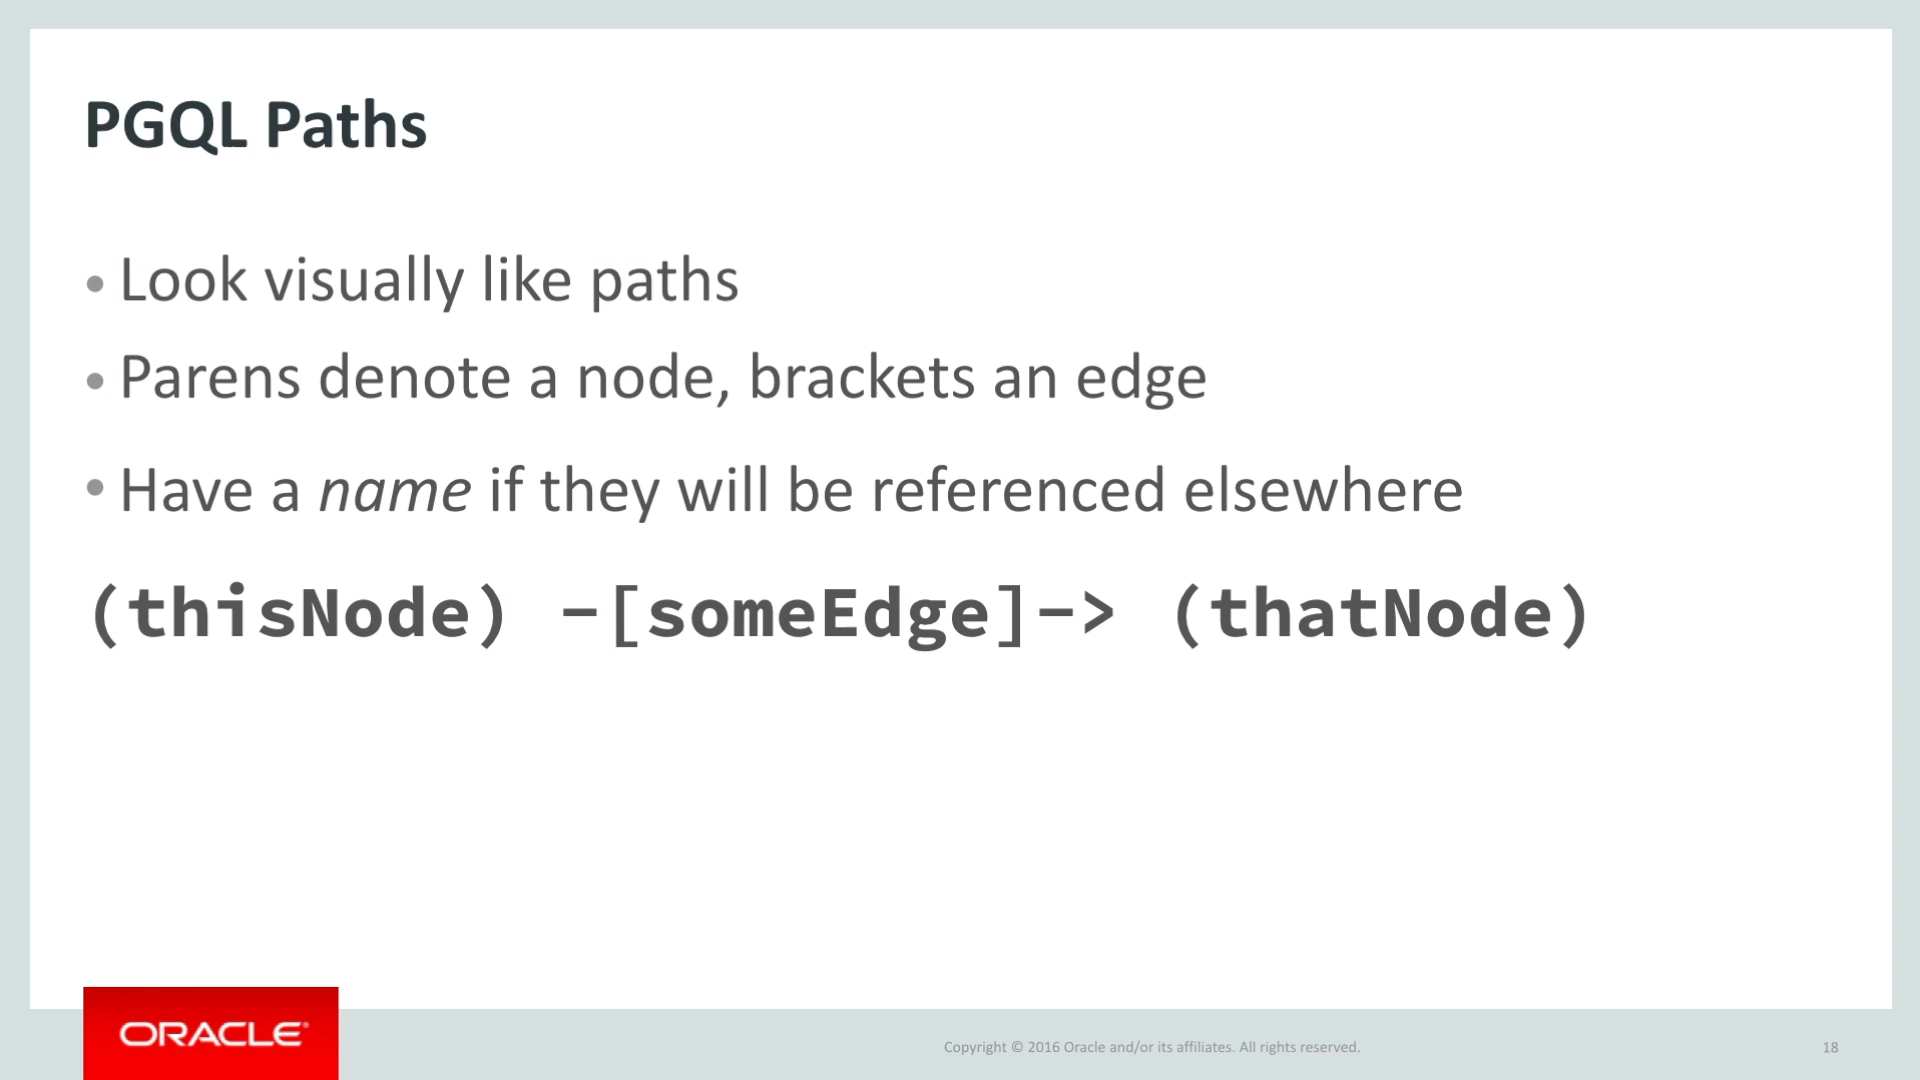 PGQL Paths
• Look visually like paths
• Parens denote a node, brackets an edge
• Have a name if they will be referenced elsewhere
(thisNode) -[someEdge]-> (thatNode)
ORACLE®
Copyright © 2016 Oracle and/or its affiliates. All rights reserved.
18